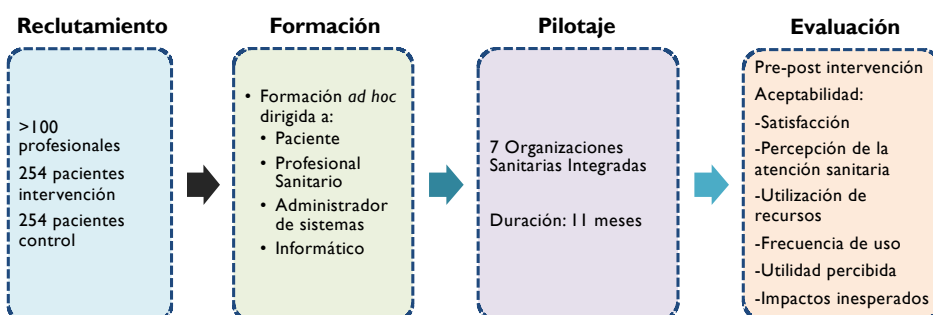 Reclutamiento
>100
profesionales
254 pacientes
intervención
254 pacientes
control
Formación
• Formación ad hoc
dirigida a:
• Paciente
• Profesional
Sanitario
• Administrador
de sistemas
• Informático
Pilotaje
7 Organizaciones
Sanitarias Integradas
Duración: 11 meses
Evaluación
Pre-post intervención
Aceptabilidad:
-Satisfacción
-Percepción de la
atención sanitaria
-Utilización de
recursos
-Frecuencia de uso
-Utilidad percibida
-Impactos inesperados